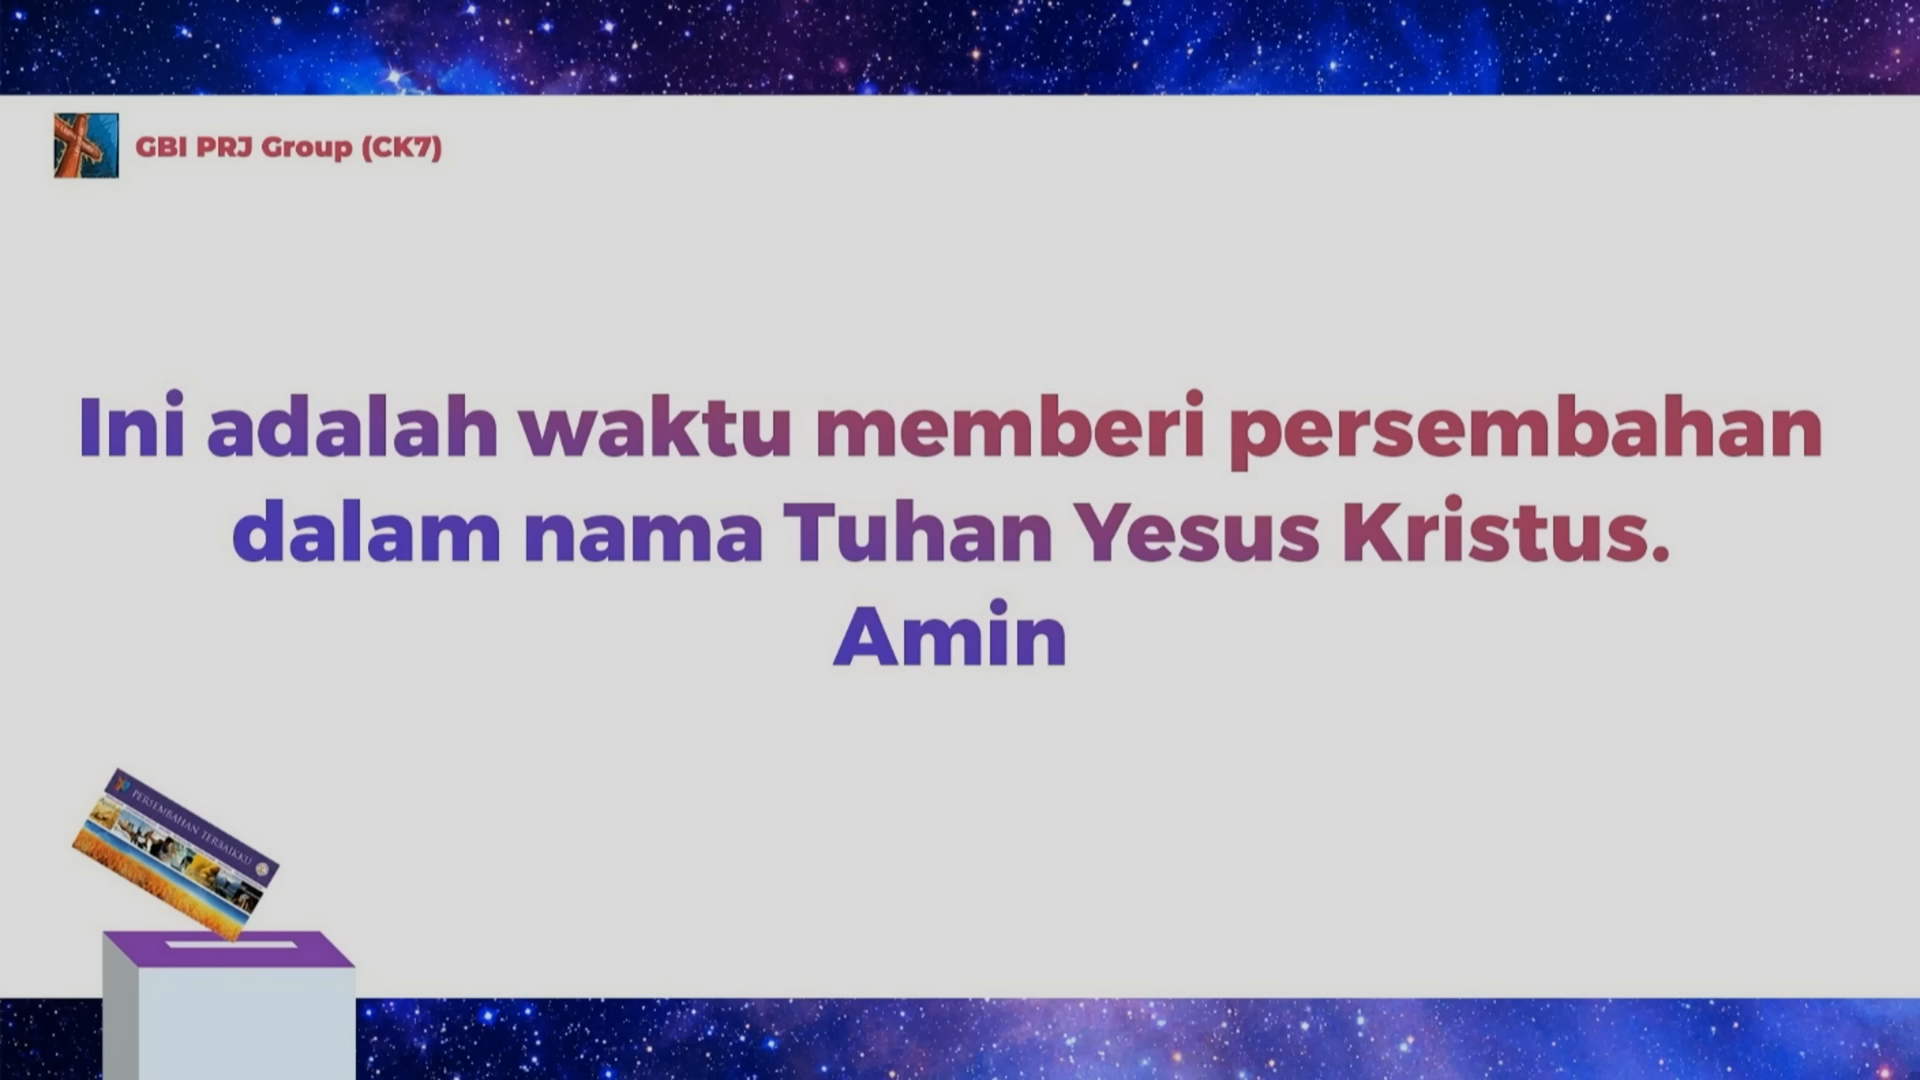 GBI PRJ Group (CK7)
Ini adalah waktu memberi persembahan
dalam nama Tuhan Yesus Kristus.
Amin
PERSEMBAHAN TERBAIKKU